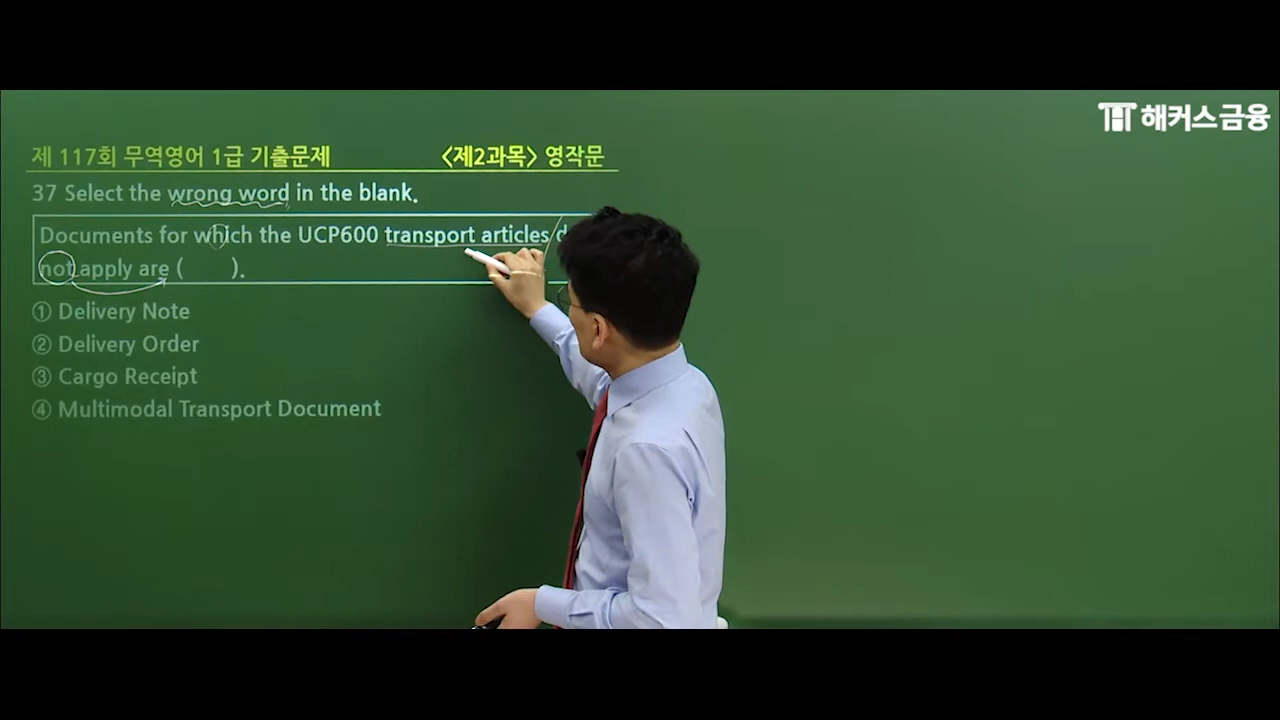 해커스금융
제 117회 무역영어 1급 기출문제 <제2과목> 영작문
37 Select the wrong word in the blank.
Documents for which the UCP600 transport articles
not apply are ( ).
① Delivery Note
② Delivery Order
③ Cargo Receipt
④ Multimodal Transport Document